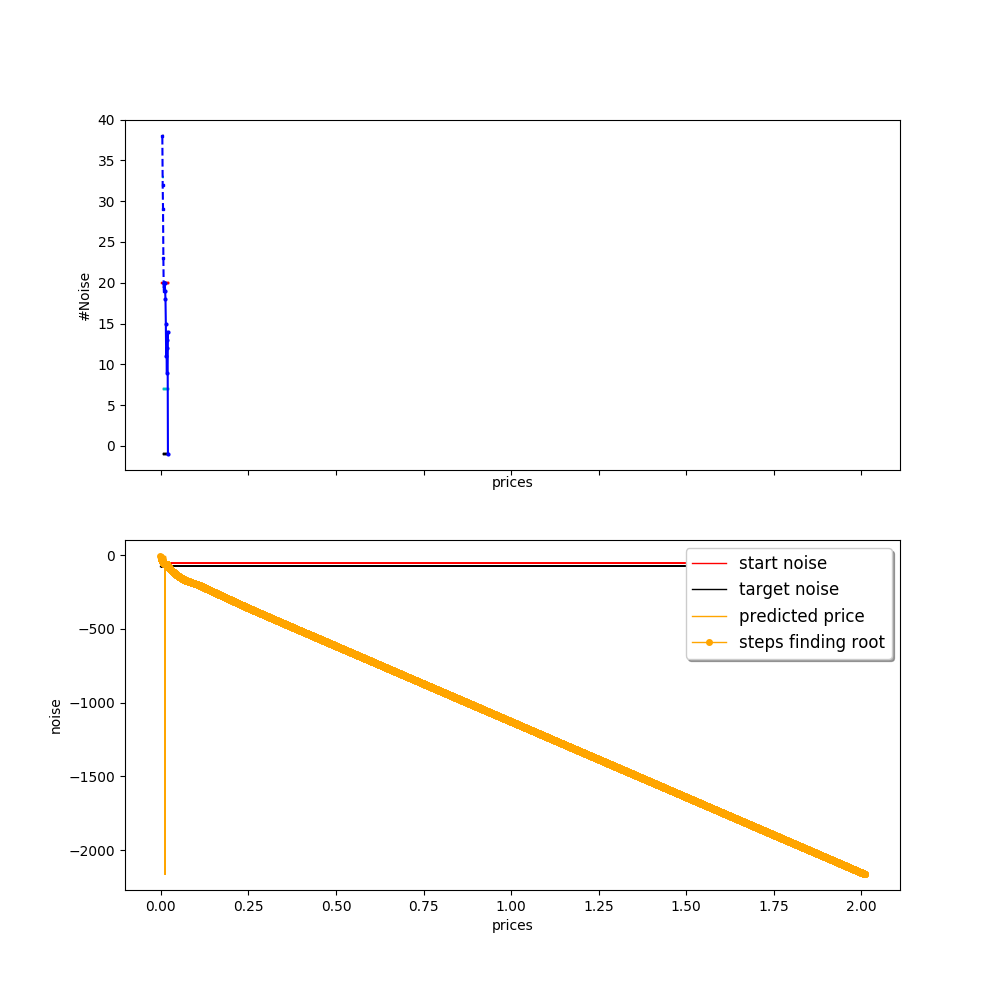 40
35
30
25
20
15
10
5
0
#Noise
prices
0
−500
−1000
−1500
−2000
noise
start noise
target noise
predicted price
steps finding root
0.00 0.25 0.50 0.75 1.00 1.25 1.50 1.75 2.00
prices